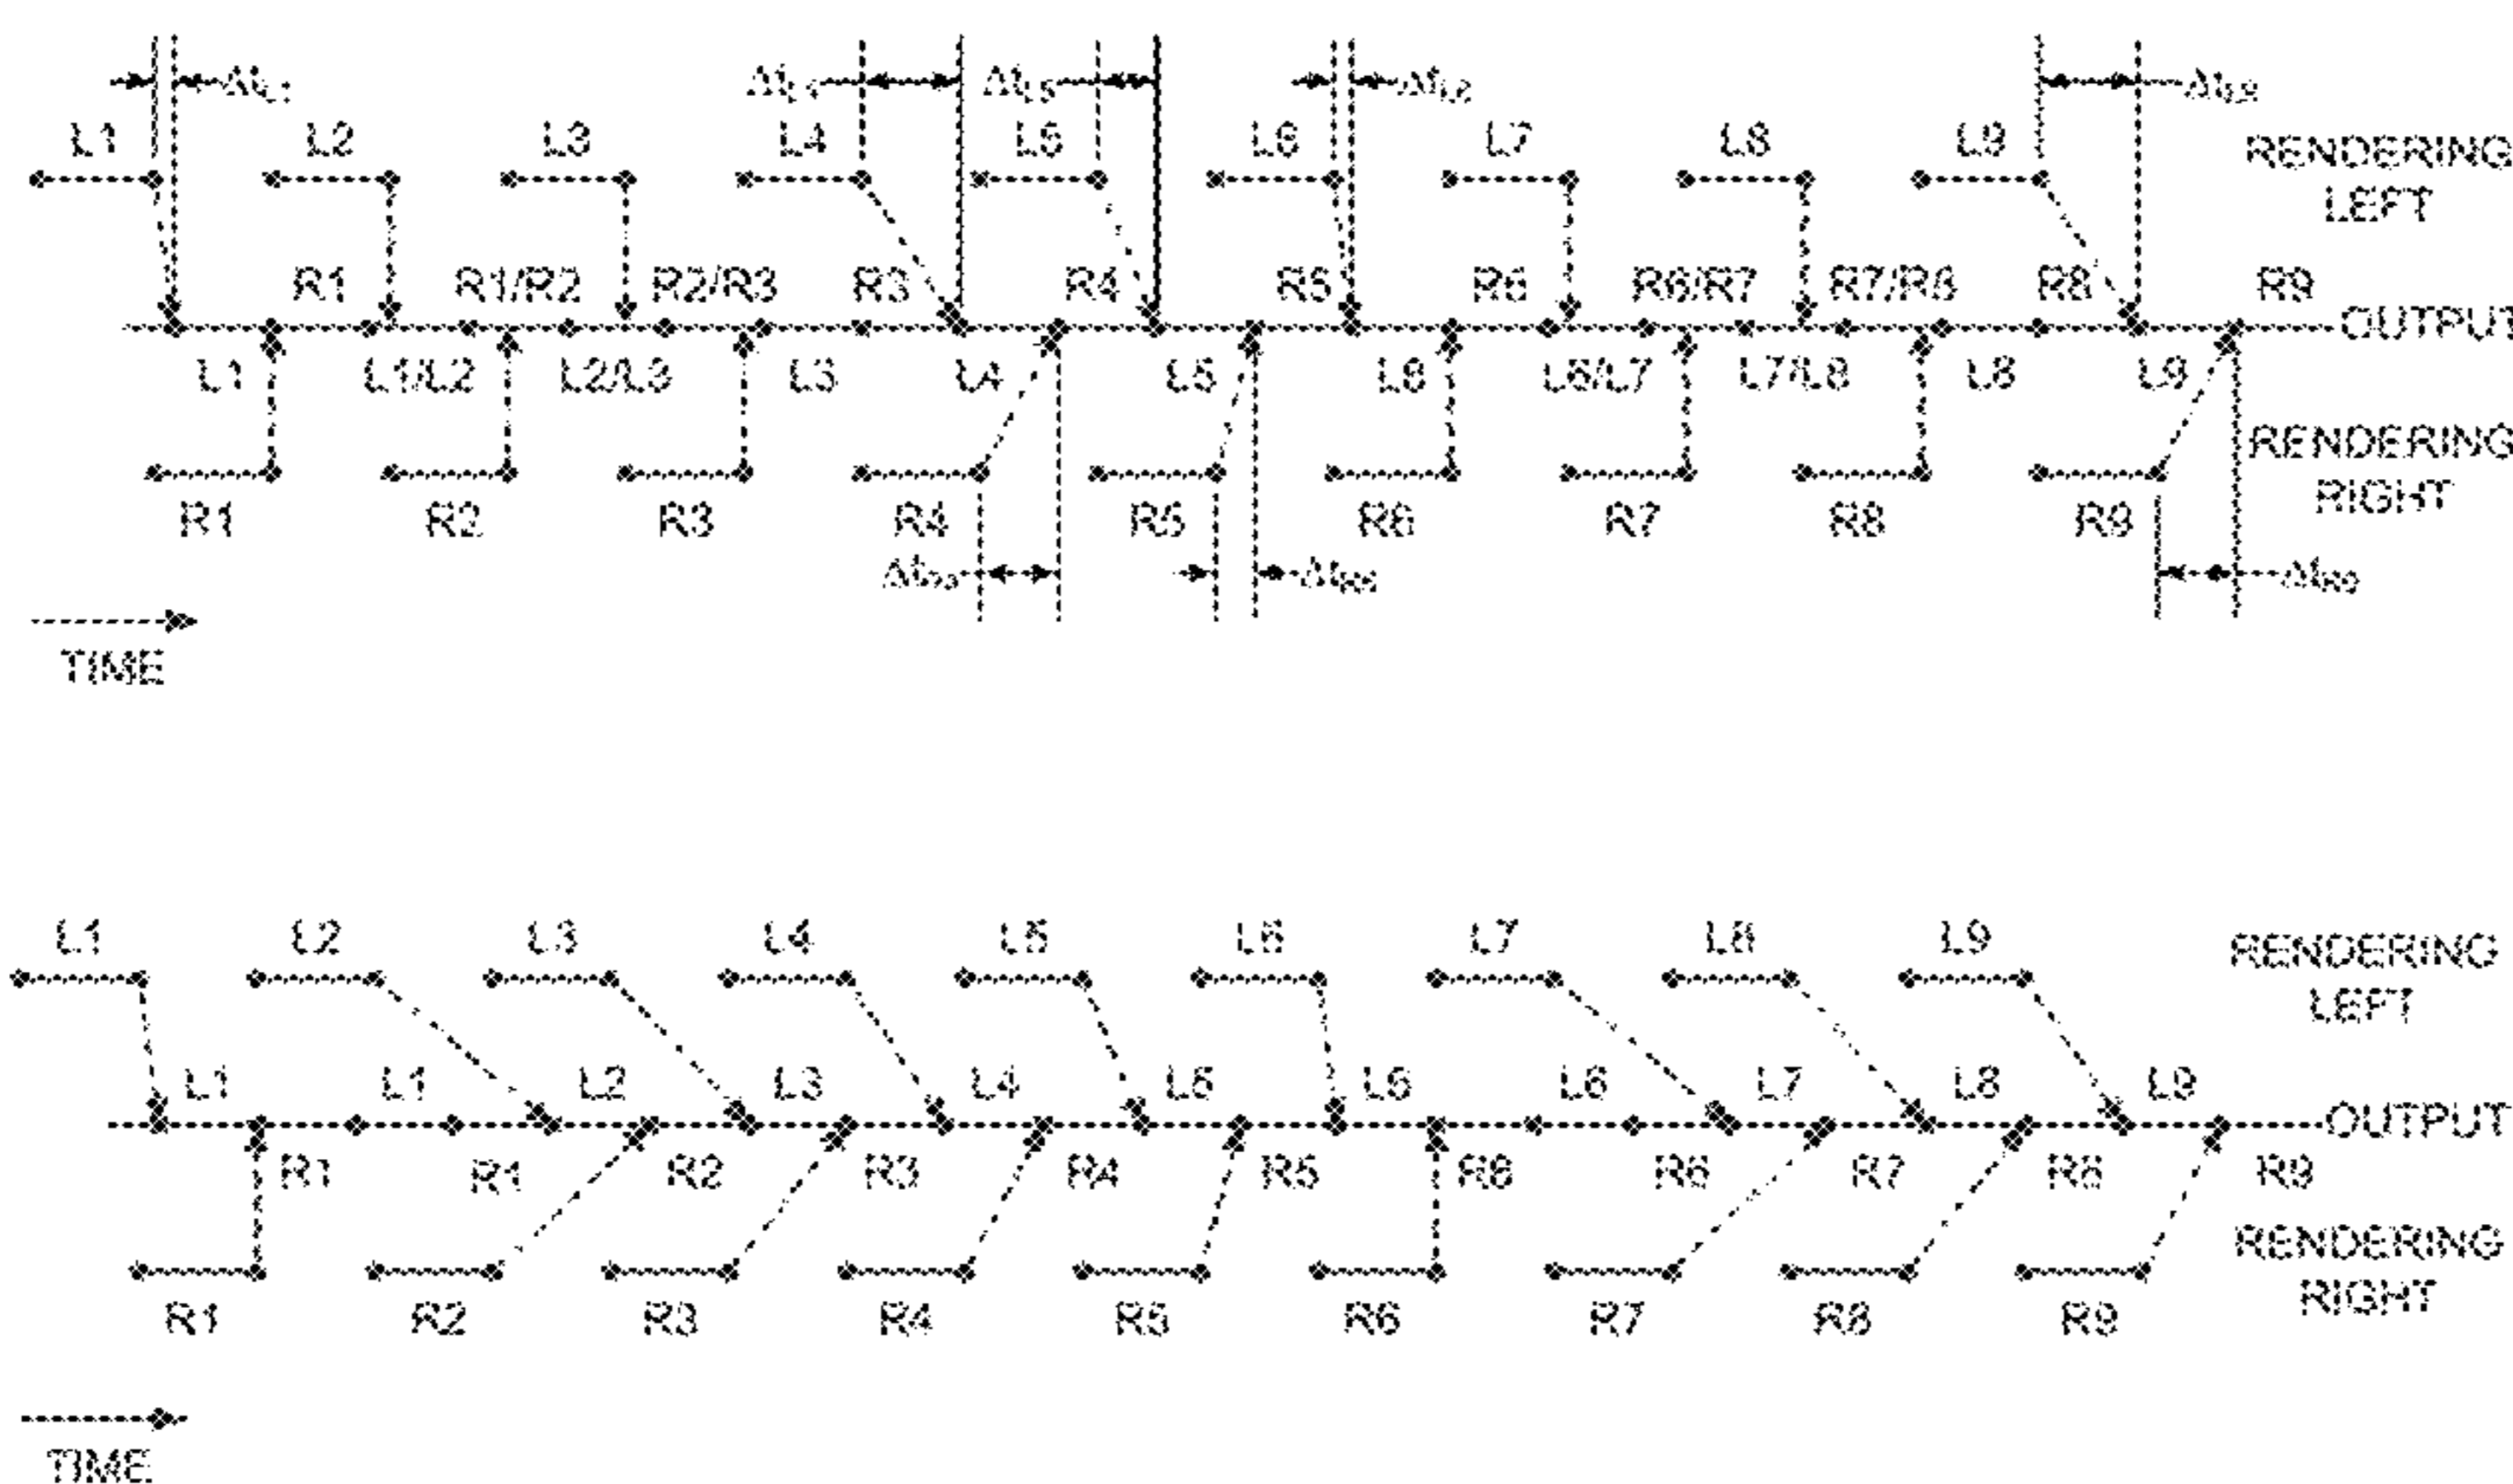 L1 L2 L3 L4 L5 L6 L7 L8 L9 RENDERING
LEFT
R1 R1/R2 R2/R3 R3 R4 R5 R6 R6/R7 R7/R8 R8 R9
OUTPUT
L1 L1/L2 L2/L3 L3 L4 L5 L6 L6/L7 L7/L8 L8 L9
RENDERING
RIGHT
R1 R2 R3 R4 R5 R6 R7 R8 R9
TIME
L1 L2 L3 L4 L5 L6 L7 L8 L9 RENDERING
LEFT
L1 L1 L2 L3 L4 L5 L6 L6 L7 L8 L9
OUTPUT
R1 R1 R2 R3 R4 R5 R6 R6 R7 R8 R9
RENDERING
RIGHT
R1 R2 R3 R4 R5 R6 R7 R8 R9
TIME